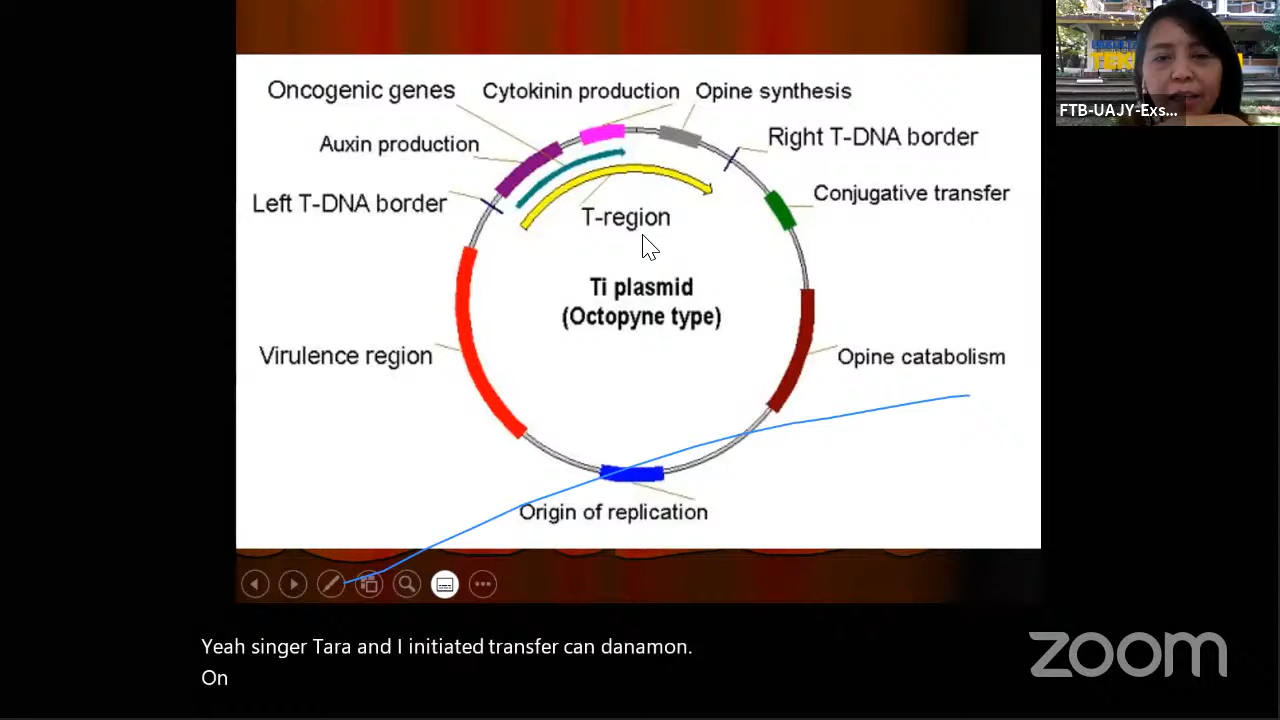 Oncogenic genes
Cytokinin production
Opine synthesis
Auxin production
Right T-DNA border
Left T-DNA border
Conjugative transfer
T-region
Ti plasmid
(Octopyne type)
Virulence region
Opine catabolism
Origin of replication
FTB-UAJY-Exs...
Yeah singer Tara and I initiated transfer can danamon.
On
zoom